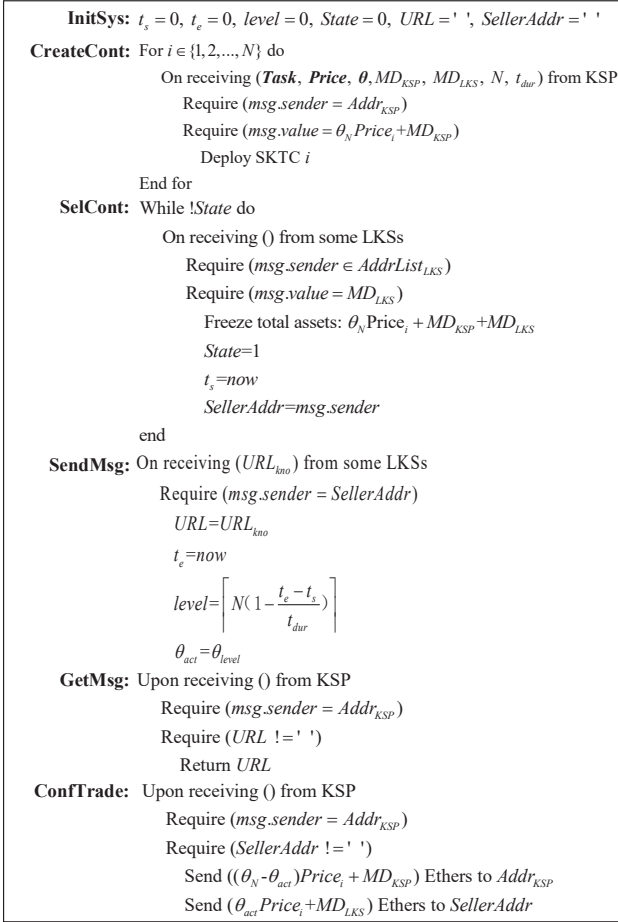 InitSys: t_s = 0, t_e = 0, level = 0, State = 0, URL = ' ', SellerAddr = ' '
CreateCont: For i ∈ {1, 2, ..., N} do
On receiving (Task, Price, θ, MD_KSP, MD_LKS, N, t_dur) from KSP
Require (msg.sender = Addr_KSP)
Require (msg.value = θ_N Price_i + MD_KSP)
Deploy SKTC i
End for
SelCont: While !State do
On receiving () from some LKSs
Require (msg.sender ∈ AddrList_LKS)
Require (msg.value = MD_LKS)
Freeze total assets: θ_N Price_i + MD_KSP + MD_LKS
State=1
t_s=now
SellerAddr=msg.sender
end
SendMsg: On receiving (URL_kno) from some LKSs
Require (msg.sender = SellerAddr)
URL=URL_kno
t_e=now
level=⌈N(1 − (t_e − t_s)/t_dur)⌉
θ_act=θ_level
GetMsg: Upon receiving () from KSP
Require (msg.sender = Addr_KSP)
Require (URL != ' ')
Return URL
ConfTrade: Upon receiving () from KSP
Require (msg.sender = Addr_KSP)
Require (SellerAddr != ' ')
Send ((θ_N-θ_act)Price_i + MD_KSP) Ethers to Addr_KSP
Send (θ_act Price_i+MD_LKS) Ethers to SellerAddr